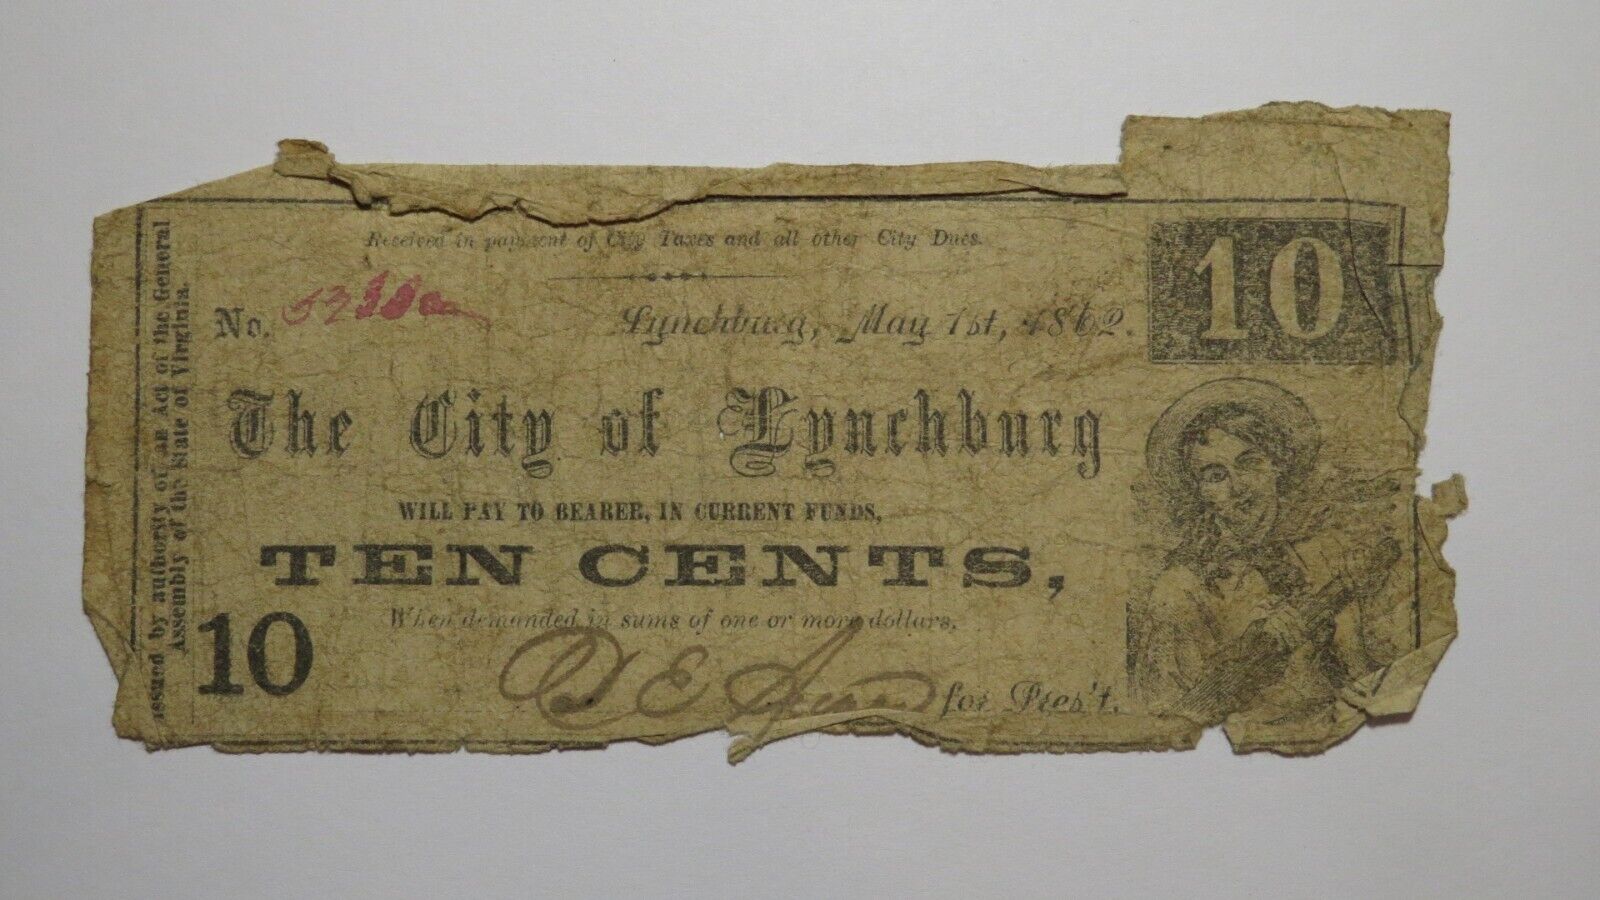 Received in payment of City Taxes and all other City Dues.
10
No.
Lynchburg, May 1st, 1862.
The City of Lynchburg
WILL PAY TO BEARER, IN CURRENT FUNDS,
TEN CENTS,
When demanded in sums of one or more dollars.
10
for Pres't.
Issued by authority of an Act of the General
Assembly of the State of Virginia.